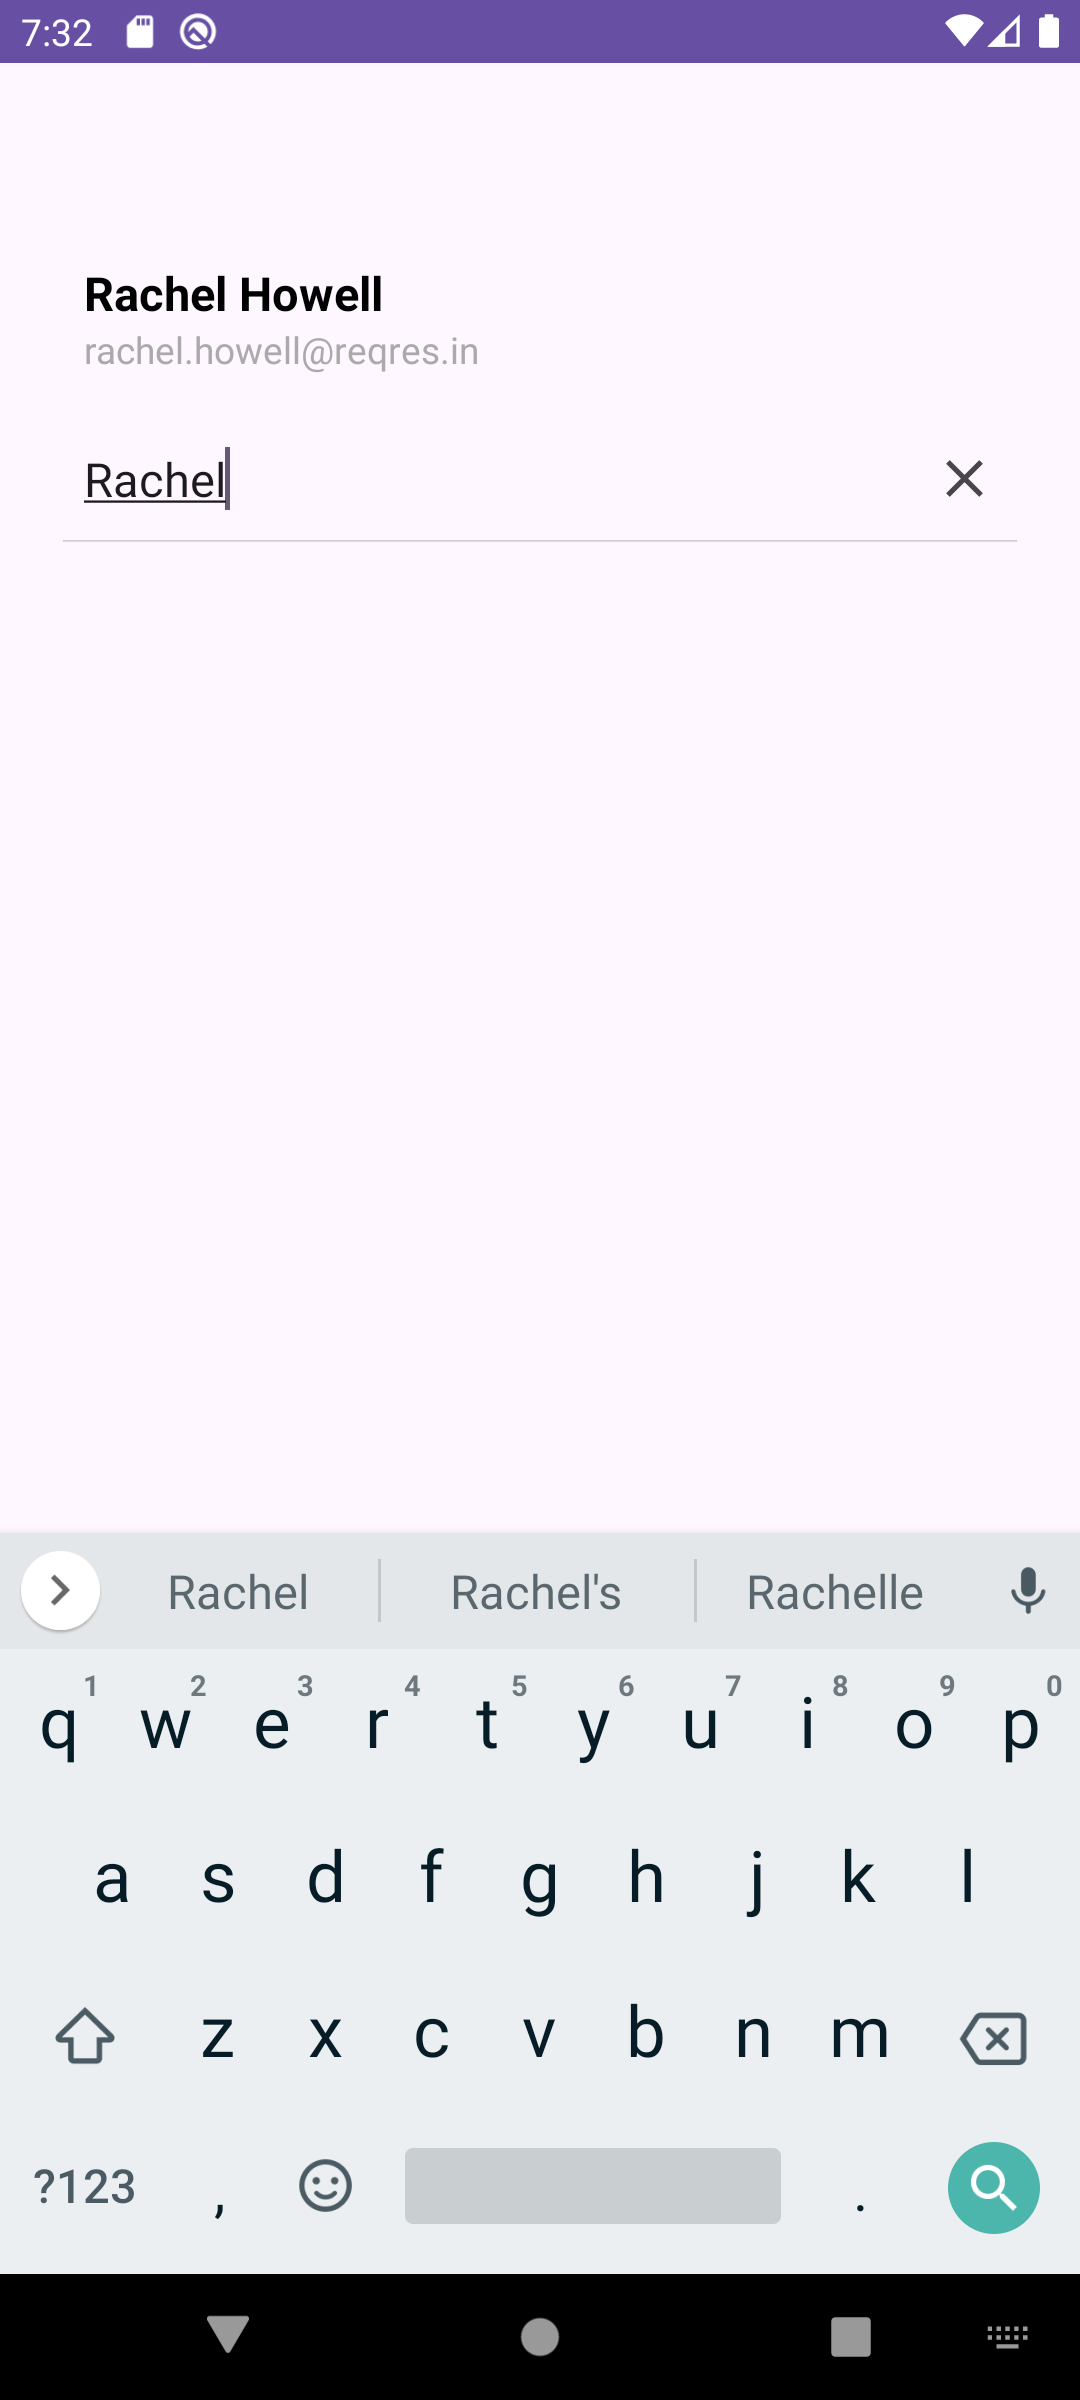 7:32
Rachel Howell
rachel.howell@reqres.in
Rachel
Rachel Rachel's Rachelle
1 2 3 4 5 6 7 8 9 0
q w e r t y u i o p
a s d f g h j k l
z x c v b n m
?123 , .